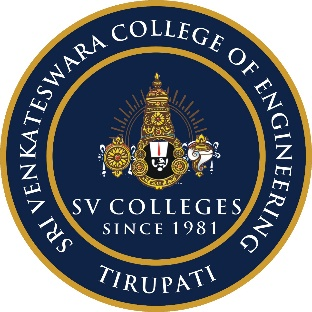 SRI VENKATESWARA COLLEGE OF ENGINEERING
SV COLLEGES
SINCE 1981
TIRUPATI